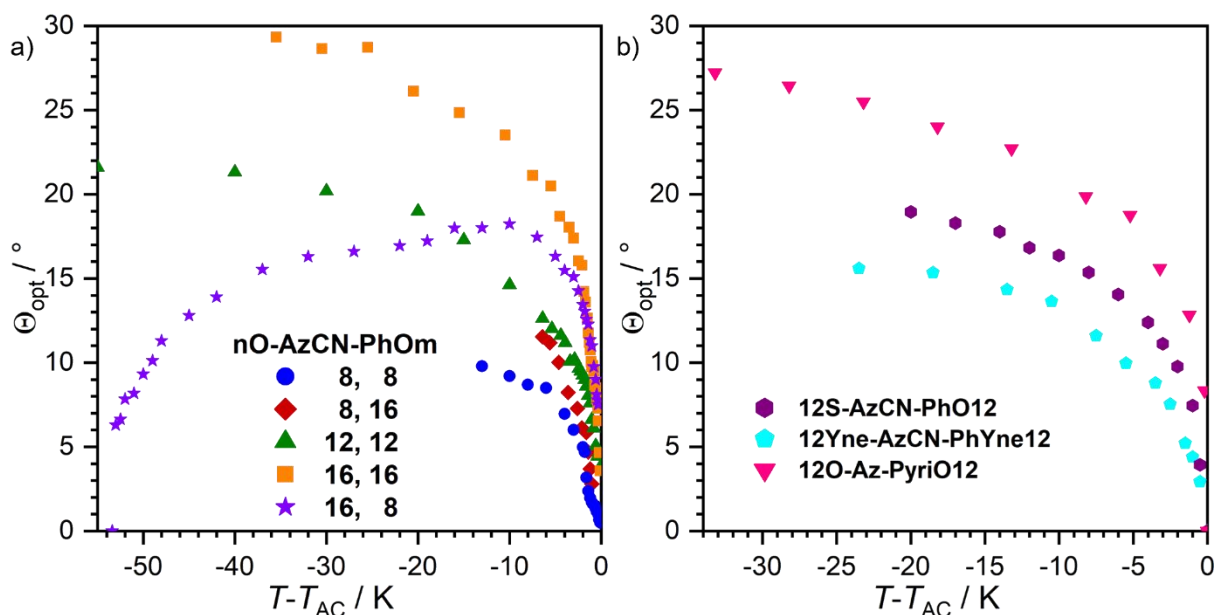 a)
30
25
20
15
10
5
0
Θopt / °
nO-AzCN-PhOm
8, 8
8, 16
12, 12
16, 16
16, 8
-50 -40 -30 -20 -10 0
T-TAC / K
b)
30
25
20
15
10
5
0
Θopt / °
12S-AzCN-PhO12
12Yne-AzCN-PhYne12
12O-Az-PyriO12
-30 -25 -20 -15 -10 -5 0
T-TAC / K